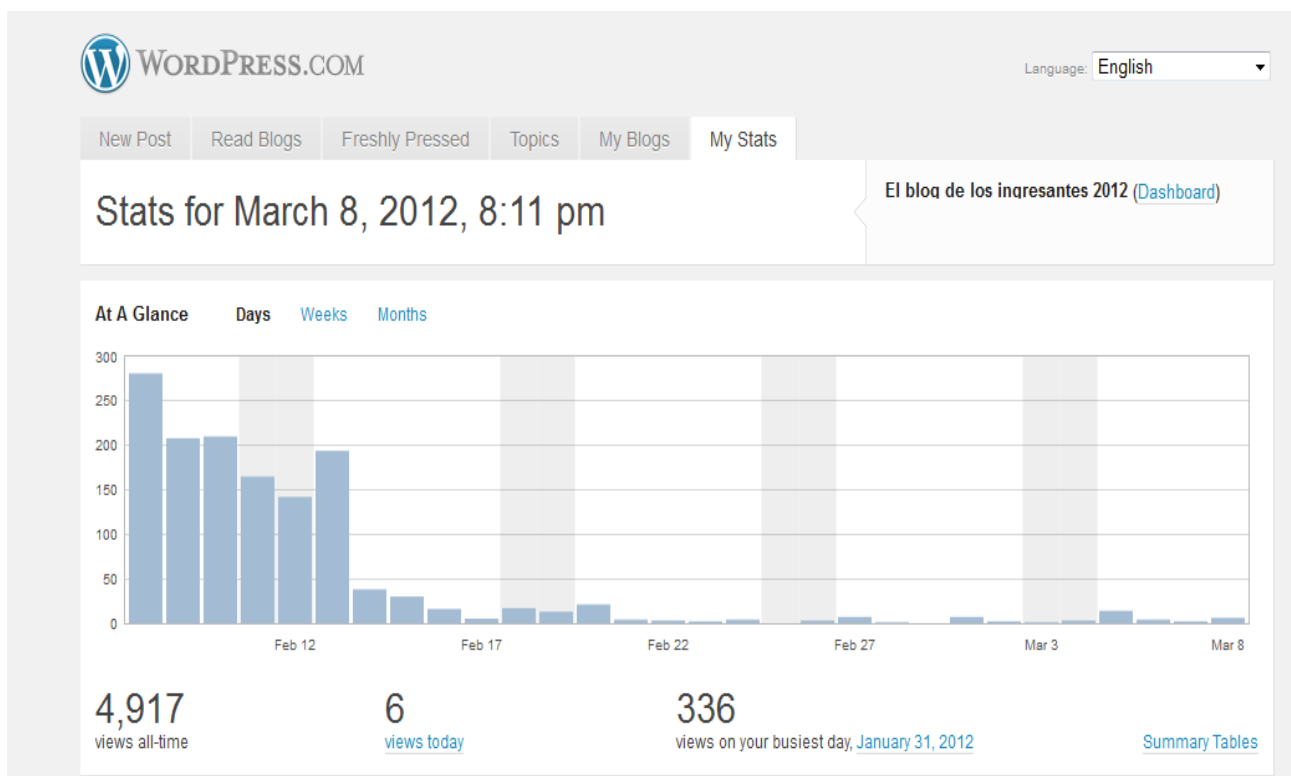 WORDPRESS.COM
Language: English
New Post Read Blogs Freshly Pressed Topics My Blogs My Stats
Stats for March 8, 2012, 8:11 pm
El blog de los ingresantes 2012 (Dashboard)
At A Glance Days Weeks Months
300
250
200
150
100
50
0
Feb 12 Feb 17 Feb 22 Feb 27 Mar 3 Mar 8
4,917 6 336
views all-time views today views on your busiest day, January 31, 2012 Summary Tables